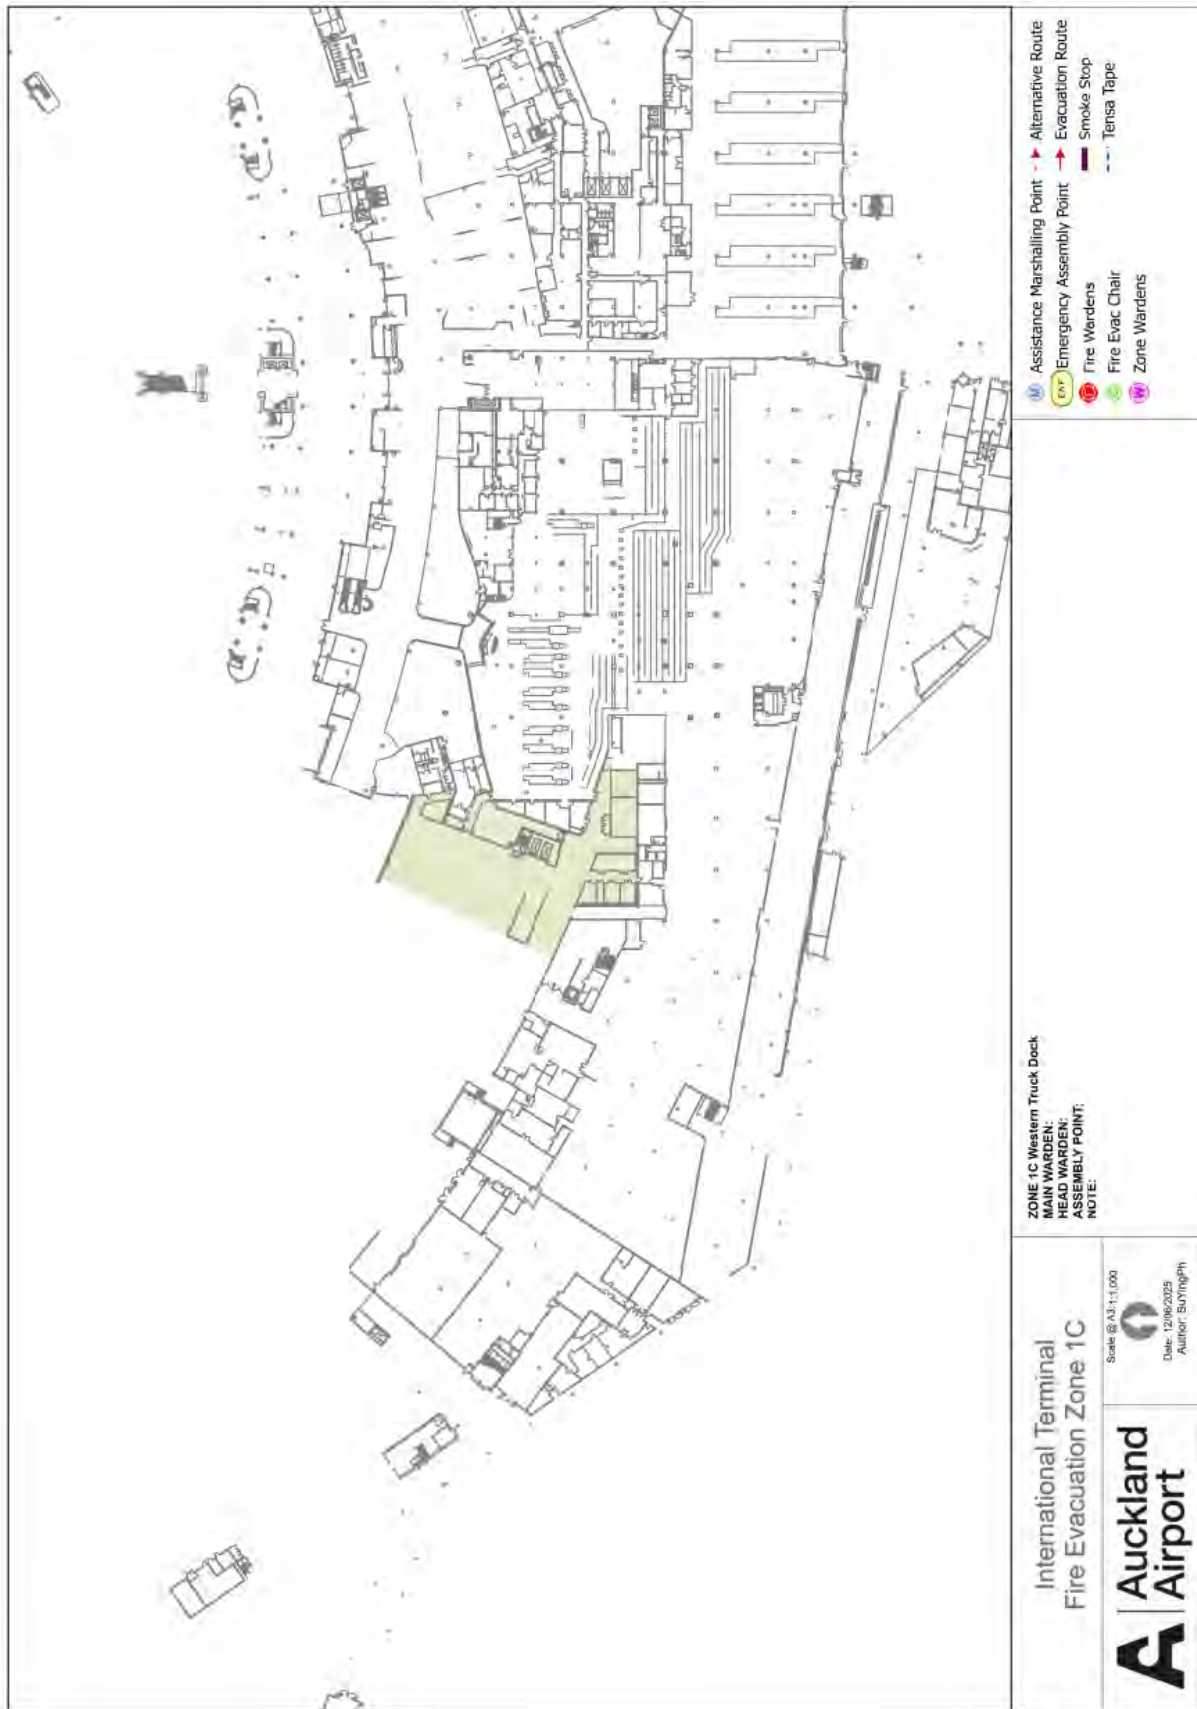 International Terminal
Fire Evacuation Zone 1C
Auckland
Airport
Scale @ A3: 1:1,000
Date: 12/06/2025
Author: SuYingPh
ZONE 1C Western Truck Dock
MAIN WARDEN:
HEAD WARDEN:
ASSEMBLY POINT:
NOTE:
M Assistance Marshalling Point
Emergency Assembly Point
Fire Wardens
Fire Evac Chair
W Zone Wardens
Alternative Route
Evacuation Route
Smoke Stop
Tensa Tape